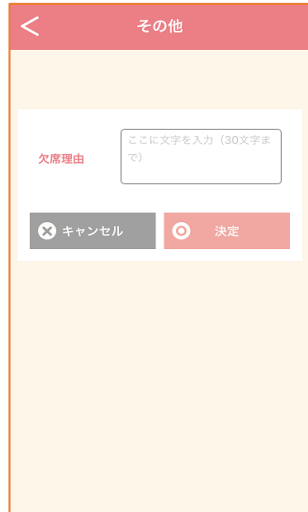 その他
欠席理由
ここに文字を入力（30文字ま
で）
キャンセル
決定